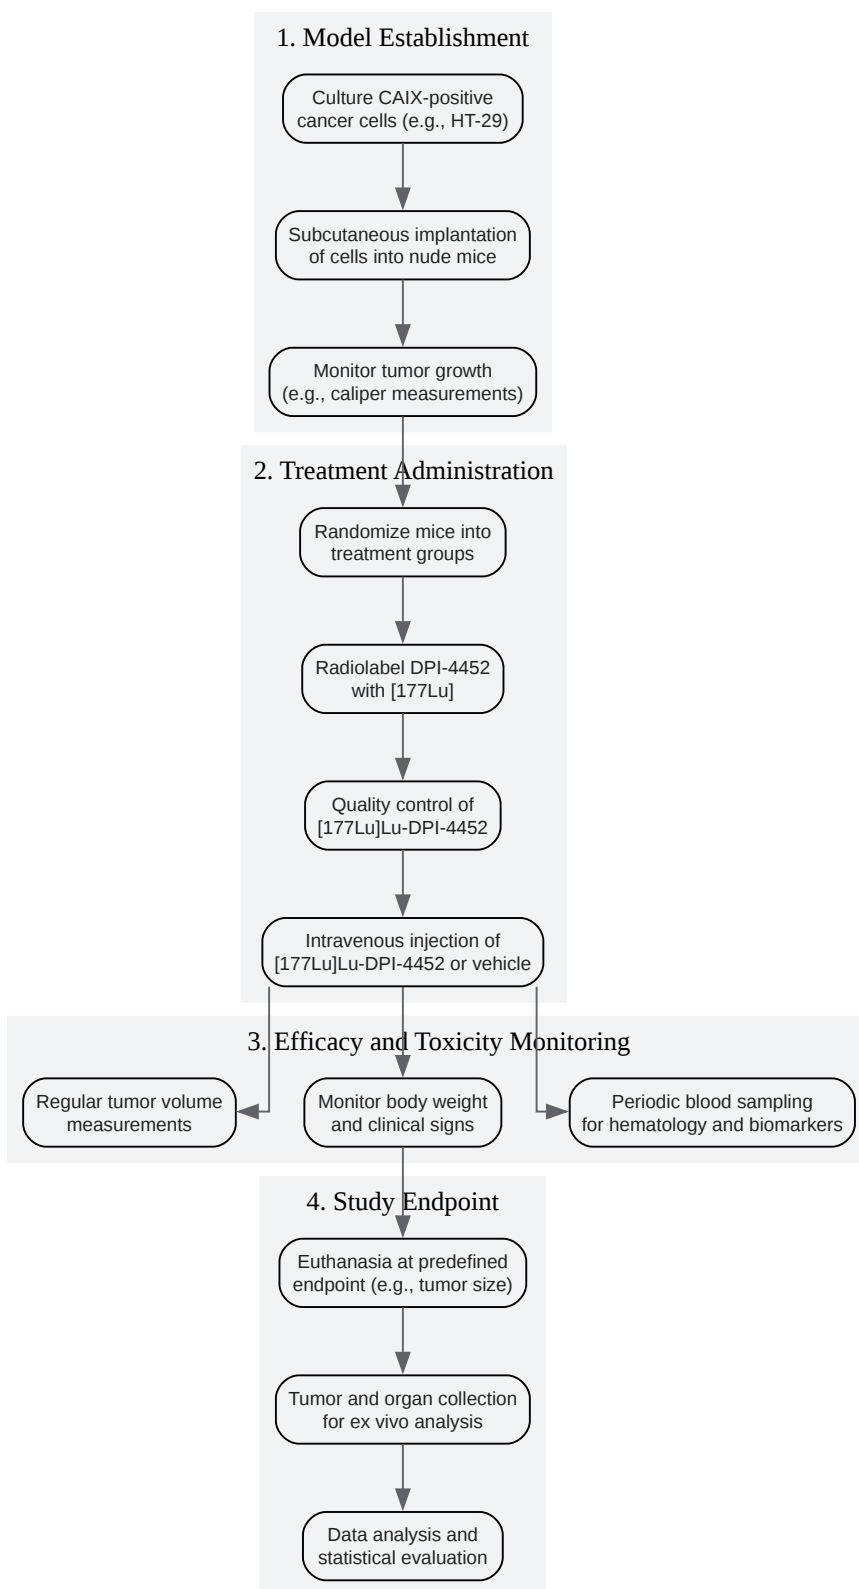 1. Model Establishment
Culture CAIX-positive
cancer cells (e.g., HT-29)
Subcutaneous implantation
of cells into nude mice
Monitor tumor growth
(e.g., caliper measurements)
2. Treatment Administration
Randomize mice into
treatment groups
Radiolabel DPI-4452
with [177Lu]
Quality control of
[177Lu]Lu-DPI-4452
Intravenous injection of
[177Lu]Lu-DPI-4452 or vehicle
3. Efficacy and Toxicity Monitoring
Regular tumor volume
measurements
Monitor body weight
and clinical signs
Periodic blood sampling
for hematology and biomarkers
4. Study Endpoint
Euthanasia at predefined
endpoint (e.g., tumor size)
Tumor and organ collection
for ex vivo analysis
Data analysis and
statistical evaluation